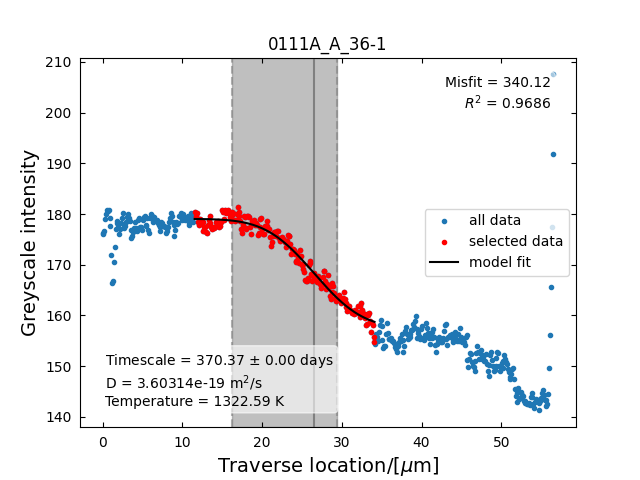 0111A_A_36-1
Misfit = 340.12
R² = 0.9686
210
200
190
180
170
160
150
140
Greyscale intensity
all data
selected data
model fit
Timescale = 370.37 ± 0.00 days
D = 3.60314e-19 m²/s
Temperature = 1322.59 K
0 10 20 30 40 50
Traverse location/[μm]